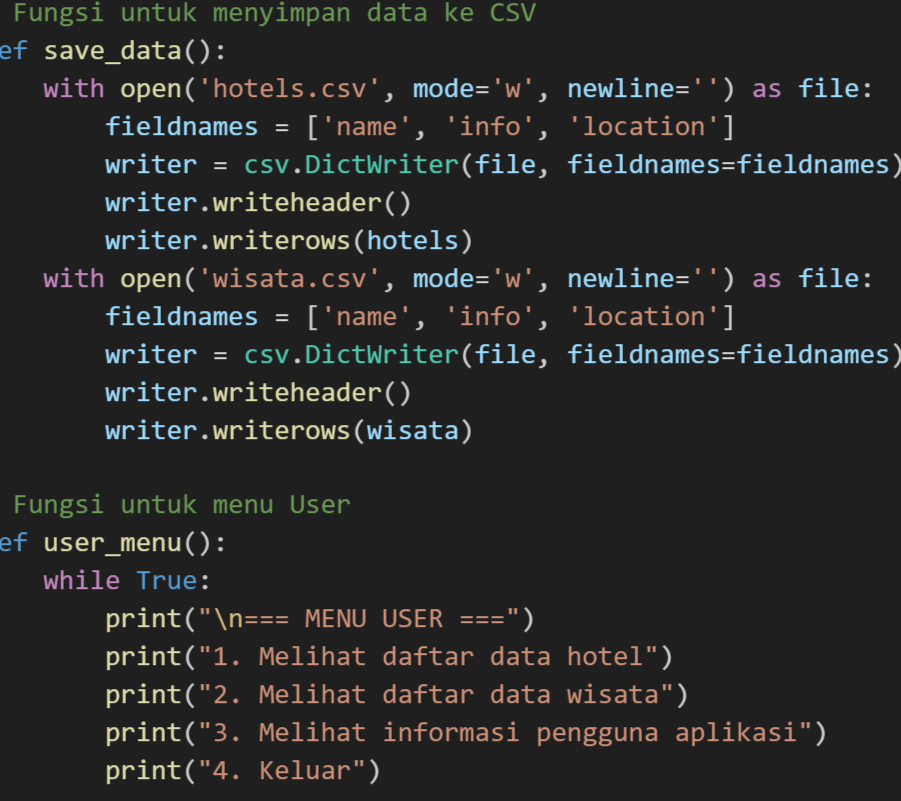 Fungsi untuk menyimpan data ke CSV
ef save_data():
    with open('hotels.csv', mode='w', newline='') as file:
        fieldnames = ['name', 'info', 'location']
        writer = csv.DictWriter(file, fieldnames=fieldnames)
        writer.writeheader()
        writer.writerows(hotels)
    with open('wisata.csv', mode='w', newline='') as file:
        fieldnames = ['name', 'info', 'location']
        writer = csv.DictWriter(file, fieldnames=fieldnames)
        writer.writeheader()
        writer.writerows(wisata)
Fungsi untuk menu User
ef user_menu():
    while True:
        print("\n=== MENU USER ===")
        print("1. Melihat daftar data hotel")
        print("2. Melihat daftar data wisata")
        print("3. Melihat informasi pengguna aplikasi")
        print("4. Keluar")